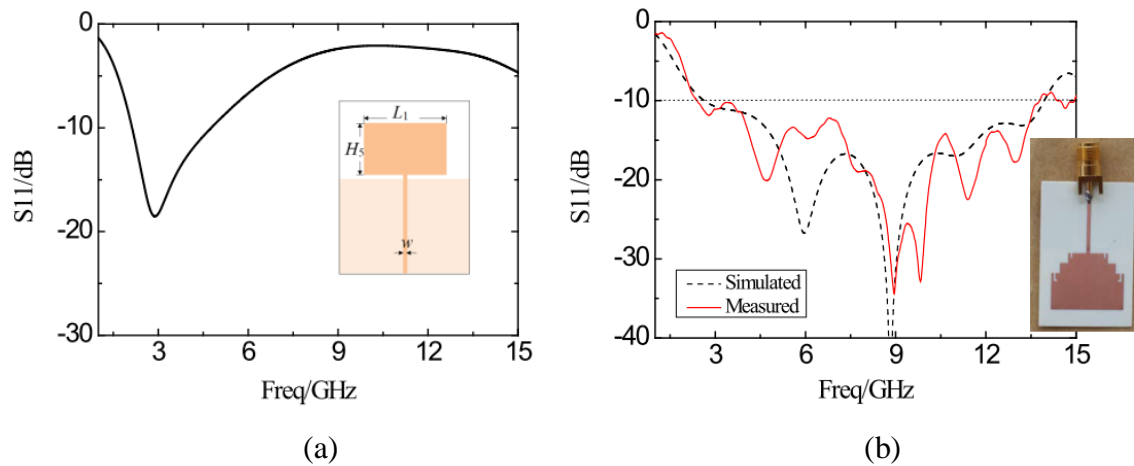 0
-10
-20
-30
S11/dB
3
6
9
12
15
Freq/GHz
L1
H5
w
(a)
0
-10
-20
-30
-40
S11/dB
3
6
9
12
15
Freq/GHz
Simulated
Measured
(b)